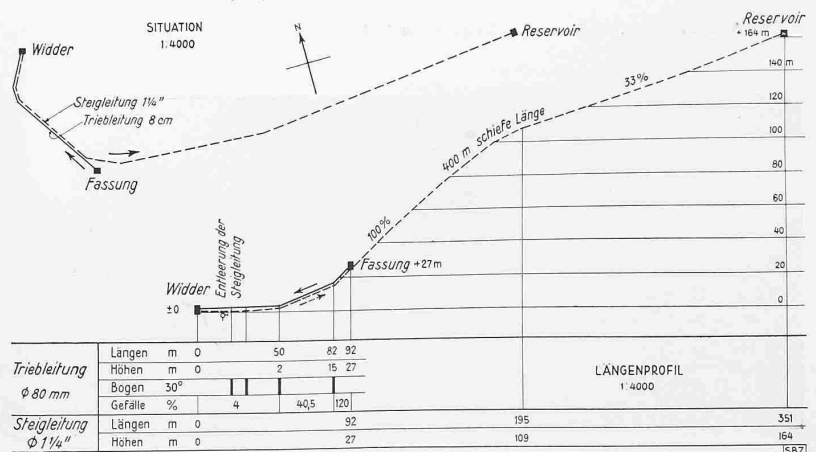 SITUATION
1:4000
N
Widder
Reservoir
Steigleitung 1¼"
Triebleitung 8 cm
Fassung
Reservoir
+ 164 m
140 m
120
100
80
60
40
20
0
33%
400 m schiefe Länge
100%
Fassung +27m
Entleerung der
Steigleitung
Widder
±0
LÄNGENPROFIL
1:4000
Triebleitung
ϕ 80 mm
Längen m 0 50 82 92
Höhen m 0 2 15 27
Bogen 30°
Gefälle % 4 40,5 120
Steigleitung
ϕ 1¼"
Längen m 0 92 195 351
Höhen m 0 27 109 164
SBZ